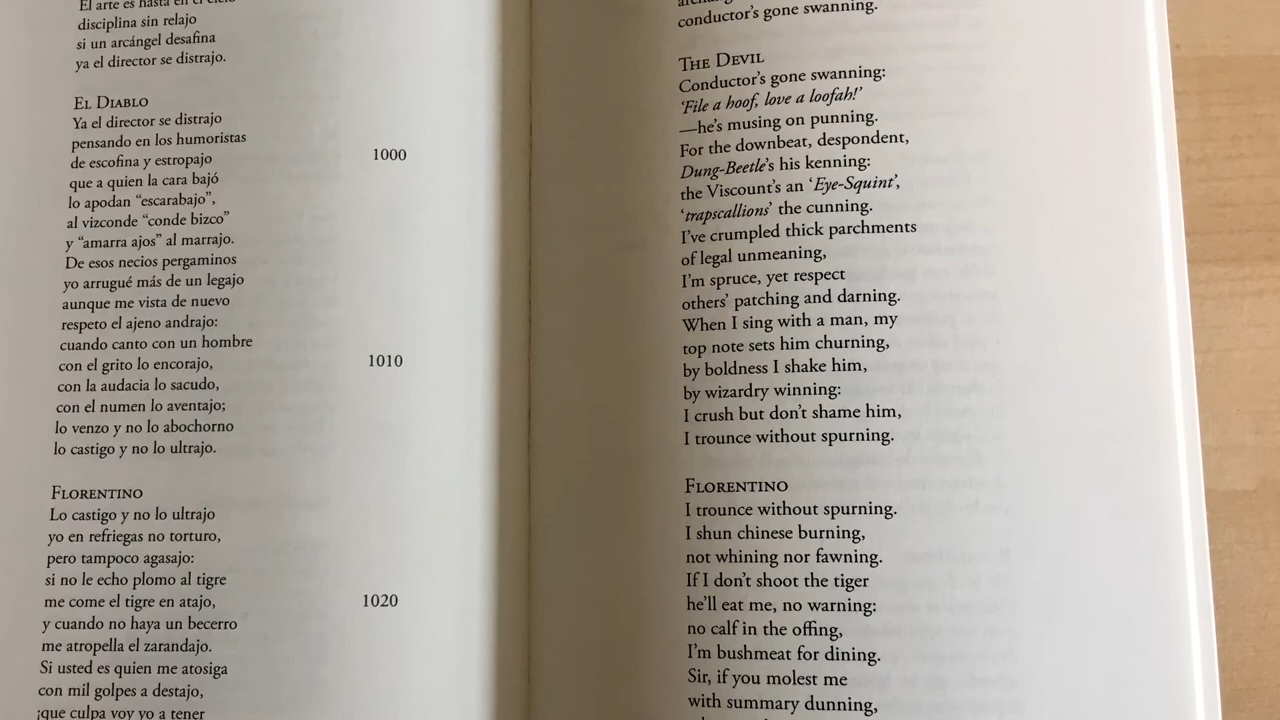 El arte es hasta en el cielo
disciplina sin relajo
si un arcángel desafina
ya el director se distrajo.
El Diablo
Ya el director se distrajo
pensando en los humoristas
de escofina y estropajo
1000
que a quien la cara bajó
lo apodan “escarabajo”,
al vizconde “conde bizco”
y “amarra ajos” al marrajo.
De esos necios pergaminos
yo arrugué más de un legajo
aunque me vista de nuevo
respeto el ajeno andrajo:
cuando canto con un hombre
con el grito lo encorajo,
1010
con la audacia lo sacudo,
con el numen lo aventajo;
lo venzo y no lo abochorno
lo castigo y no lo ultrajo.
Florentino
Lo castigo y no lo ultrajo
yo en refriegas no torturo,
pero tampoco agasajo:
si no le echo plomo al tigre
me come el tigre en atajo,
1020
y cuando no haya un becerro
me atropella el zarandajo.
Si usted es quien me atosiga
con mil golpes a destajo,
¡que culpa voy yo a tener
conductor’s gone swanning.
The Devil
Conductor’s gone swanning:
‘File a hoof, love a loofah!’
—he’s musing on punning.
For the downbeat, despondent,
Dung-Beetle’s his kenning:
the Viscount’s an ‘Eye-Squint’,
‘trapscallions’ the cunning.
I’ve crumpled thick parchments
of legal unmeaning,
I’m spruce, yet respect
others’ patching and darning.
When I sing with a man, my
top note sets him churning,
by boldness I shake him,
by wizardry winning:
I crush but don’t shame him,
I trounce without spurning.
Florentino
I trounce without spurning.
I shun chinese burning,
not whining nor fawning.
If I don’t shoot the tiger
he’ll eat me, no warning:
no calf in the offing,
I’m bushmeat for dining.
Sir, if you molest me
with summary dunning,